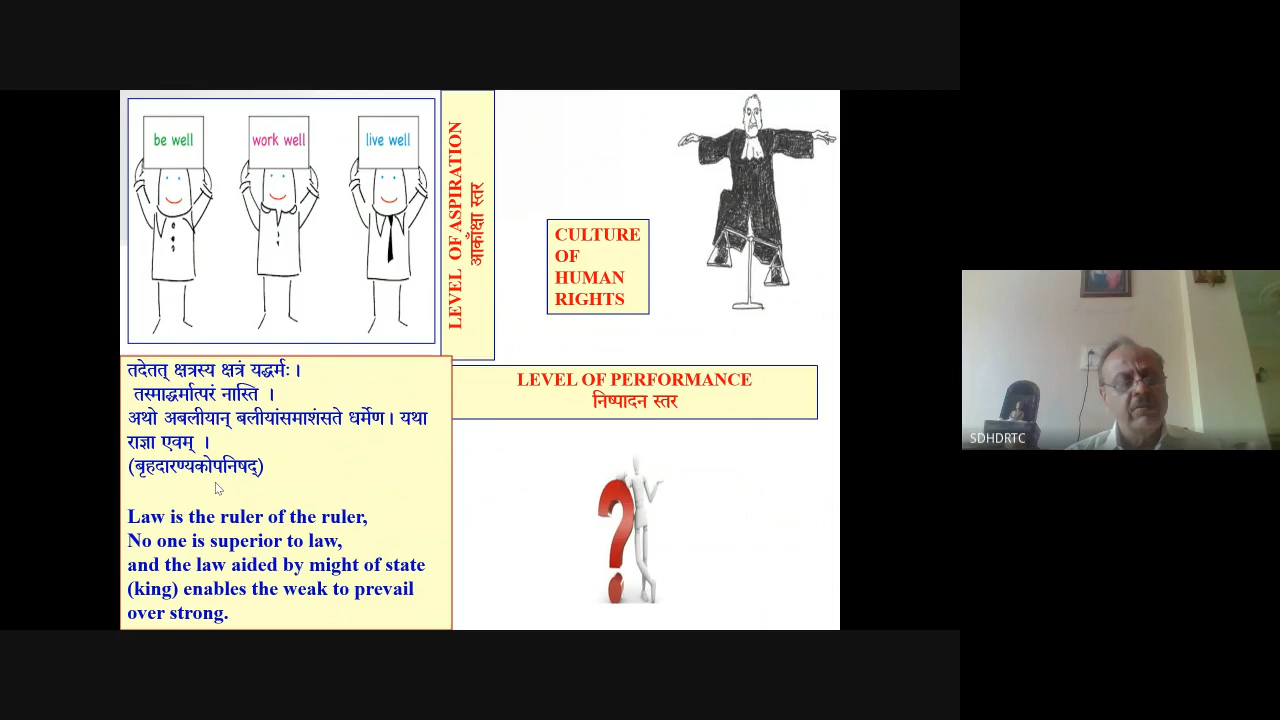 be well
work well
live well
LEVEL OF ASPIRATION
आकाँक्षा स्तर
CULTURE
OF
HUMAN
RIGHTS
तदेतत् क्षत्रस्य क्षत्रं यद्धर्मः ।
तस्माद्धर्मात्परं नास्ति ।
अथो अबलीयान् बलीयांसमाशंसते धर्मेण। यथा
राज्ञा एवम् ।
(बृहदारण्यकोपनिषद्)
Law is the ruler of the ruler,
No one is superior to law,
and the law aided by might of state
(king) enables the weak to prevail
over strong.
LEVEL OF PERFORMANCE
निष्पादन स्तर
SDHDRTC